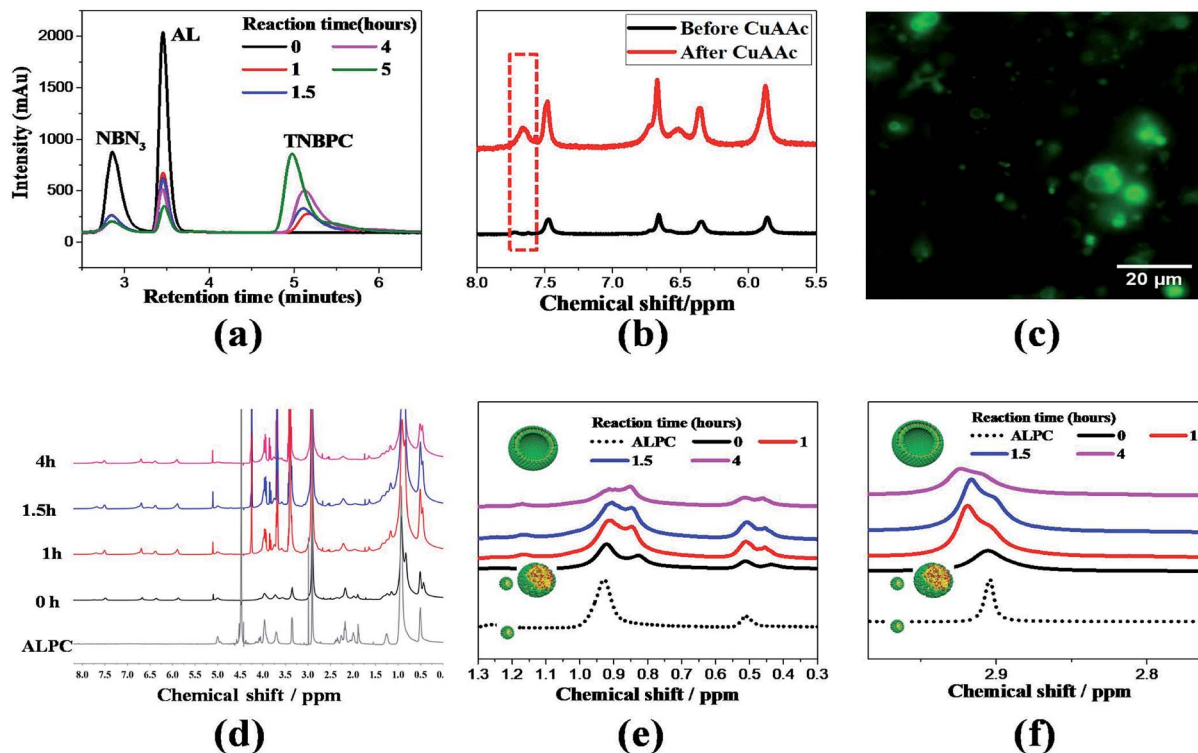 Reaction time(hours)
0 4
1 5
1.5
AL
NBN3
TNBPC
Intensity (mAu)
2000
1500
1000
500
0
3 4 5 6
Retention time (minutes)
(a)
Before CuAAc
After CuAAc
8.0 7.5 7.0 6.5 6.0 5.5
Chemical shift/ppm
(b)
20 µm
(c)
4h
1.5h
1h
0 h
ALPC
8.0 7.5 7.0 6.5 6.0 5.5 5.0 4.5 4.0 3.5 3.0 2.5 2.0 1.5 1.0 0.5 0.
Chemical shift / ppm
(d)
Reaction time (hours)
ALPC 0 1
1.5 4
1.3 1.2 1.1 1.0 0.9 0.8 0.7 0.6 0.5 0.4 0.3
Chemical shift / ppm
(e)
Reaction time (hours)
ALPC 0 1
1.5 4
2.9 2.8
Chemical shift / ppm
(f)